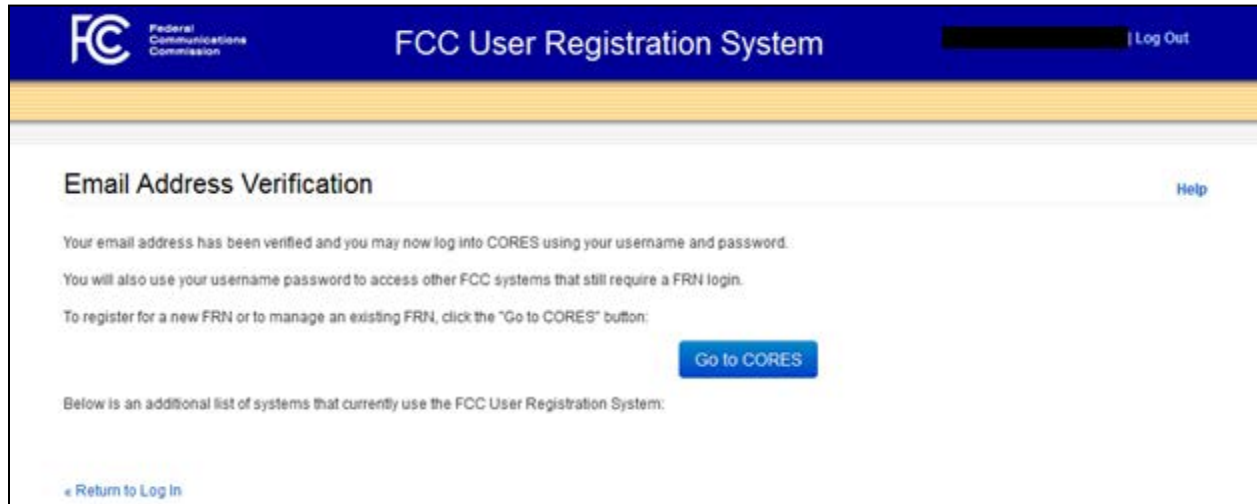 FCC Federal
Communications
Commission
FCC User Registration System
| Log Out
Email Address Verification
Help
Your email address has been verified and you may now log into CORES using your username and password.
You will also use your username password to access other FCC systems that still require a FRN login.
To register for a new FRN or to manage an existing FRN, click the "Go to CORES" button:
Go to CORES
Below is an additional list of systems that currently use the FCC User Registration System:
« Return to Log In